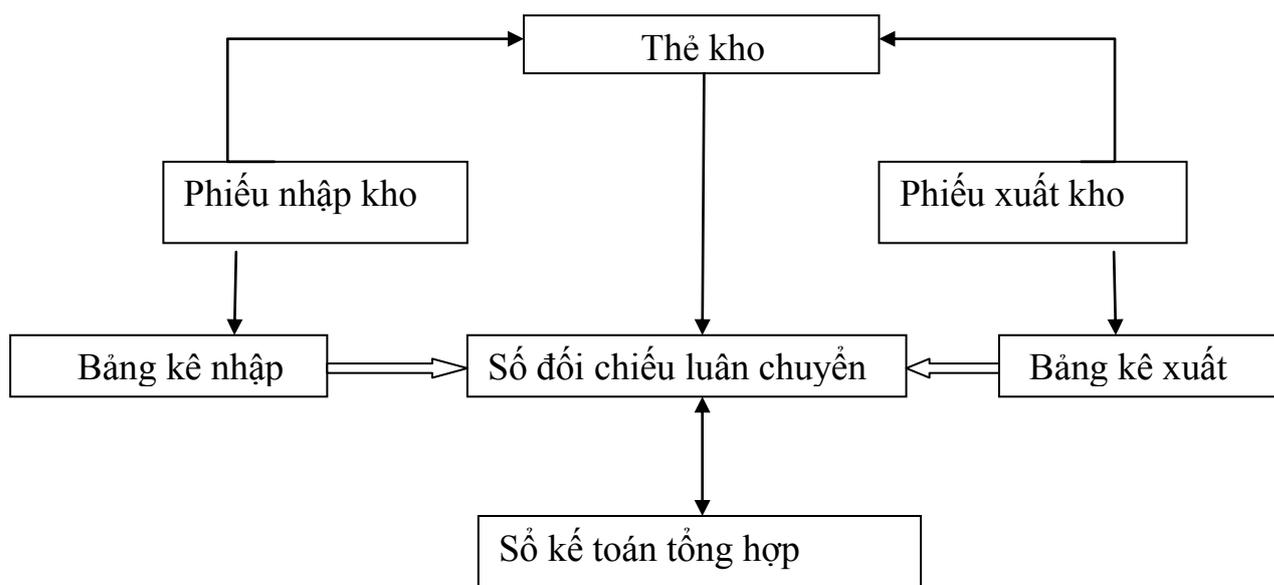 Thẻ kho
Phiếu nhập kho
Phiếu xuất kho
Bảng kê nhập
Số đối chiếu luân chuyển
Bảng kê xuất
Sổ kế toán tổng hợp